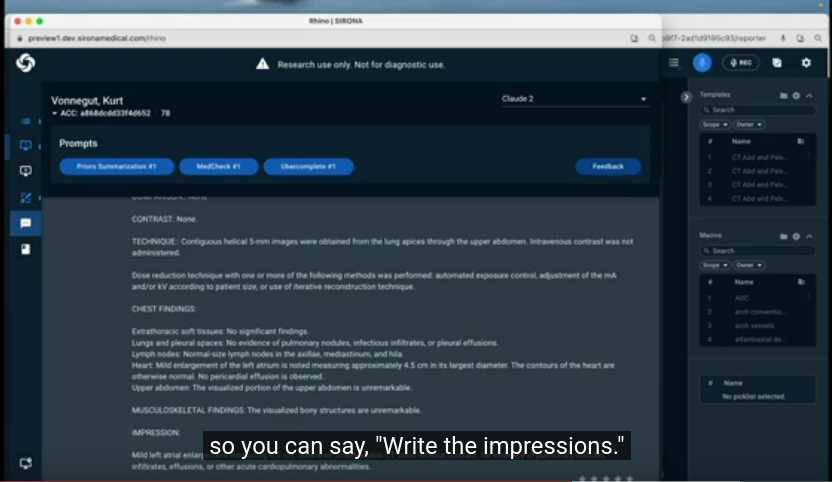 Rhino | SIRONA
preview1.dev.sironamedical.com/rhino
/reporter
Research use only. Not for diagnostic use.
REC
Vonnegut, Kurt
ACC: a868dcdd33f4d652 78
Claude 2
Prompts
Priors Summarization #1
MedCheck #1
Ubercomplete #1
Feedback
CONTRAST: None.
TECHNIQUE: Contiguous helical 5-mm images were obtained from the lung apices through the upper abdomen. Intravenous contrast was not
administered.
Dose reduction technique with one or more of the following methods was performed: automated exposure control, adjustment of the mA
and/or kV according to patient size, or use of iterative reconstruction technique.
CHEST FINDINGS:
Extrathoracic soft tissues: No significant findings.
Lungs and pleural spaces: No evidence of pulmonary nodules, infectious infiltrates, or pleural effusions.
Lymph nodes: Normal-size lymph nodes in the axillae, mediastinum, and hila.
Heart: Mild enlargement of the left atrium is noted measuring approximately 4.5 cm in its largest diameter. The contours of the heart are
otherwise normal. No pericardial effusion is observed.
Upper abdomen: The visualized portion of the upper abdomen is unremarkable.
MUSCULOSKELETAL FINDINGS: The visualized bony structures are unremarkable.
IMPRESSION:
Mild left atrial
infiltrates, effusions, or other acute cardiopulmonary abnormalities.
so you can say, "Write the impressions."
Templates
Search
Scope Owner
# Name
1 CT Abd and Pelv...
2 CT Abd and Pelv...
3 CT Abd and Pelv...
4 CT Abd and Pelv...
Macros
Search
Scope Owner
# Name
1 ADC
2 arch conventio...
3 arch vessels
4 atlantoaxial de...
# Name
No picklist selected.